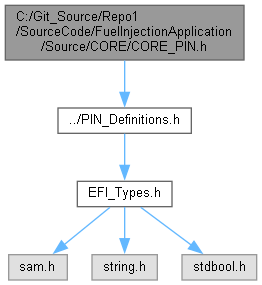 C:/Git_Source/Repo1
/SourceCode/FuelInjectionApplication
/Source/CORE/CORE_PIN.h
../PIN_Definitions.h
EFI_Types.h
sam.h
string.h
stdbool.h